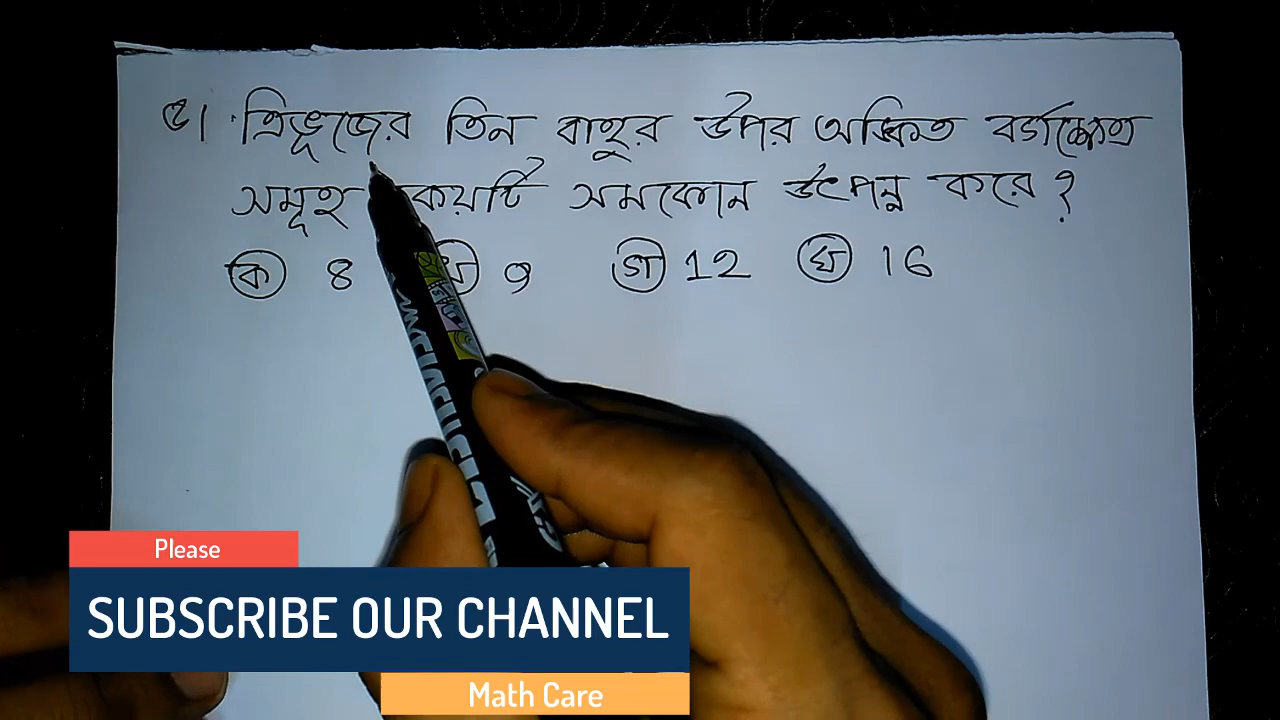 ৫। ত্রিভূজের তিন বাহুর উপর অঙ্কিত বর্গক্ষেত্র
সমূহ কয়টি সমকোন উৎপন্ন করে ?
ক 8 খ 9 গ 12 ঘ 16
Please
SUBSCRIBE OUR CHANNEL
Math Care